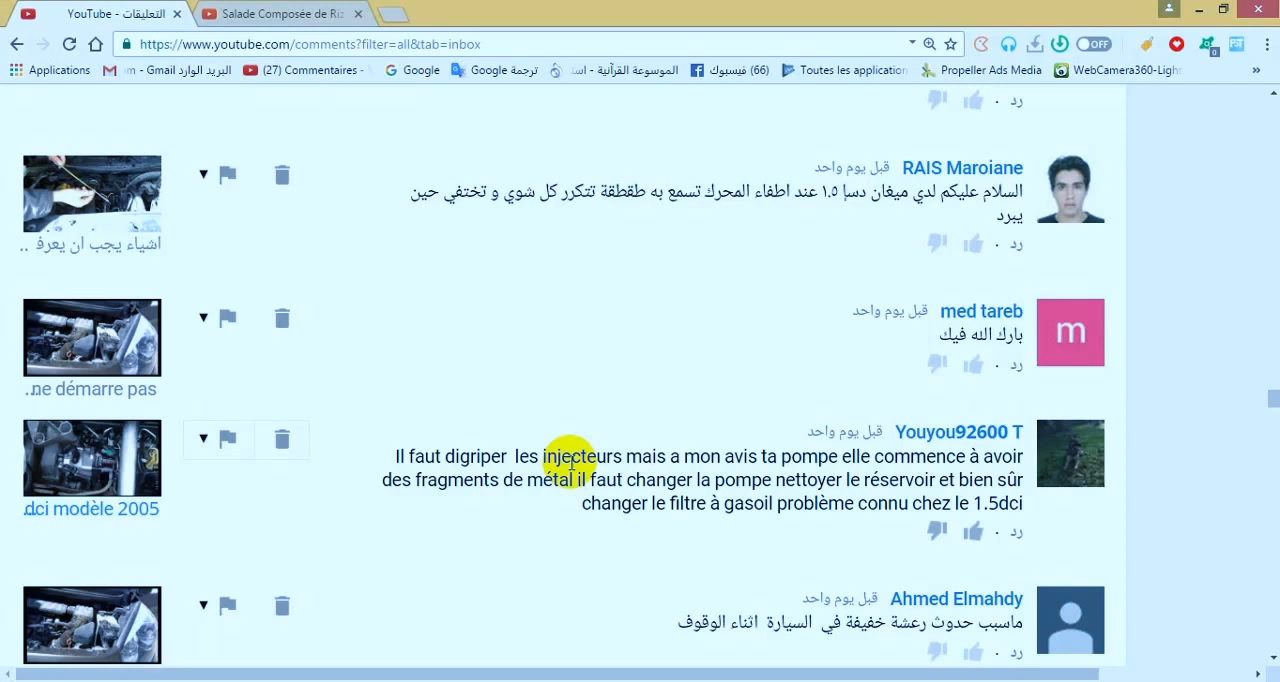 YouTube - التعليقات
Salade Composée de Riz
https://www.youtube.com/comments?filter=all&tab=inbox
OFF
0
Applications
البريد الوارد - Gmail
(27) Commentaires -
Google
ترجمة Google
الموسوعة القرآنية -
(66) فيسبوك
Toutes les application
Propeller Ads Media
WebCamera360-Ligh
رد
RAIS Maroiane قبل يوم واحد
السلام عليكم لدي ميغان دسإ ١.٥ عند اطفاء المحرك تسمع به طقطقة تتكرر كل شوي و تختفي حين
يبرد
رد
اشياء يجب ان يعرف ..
med tareb قبل يوم واحد
m
بارك الله فيك
رد
..ne démarre pas
Youyou92600 T قبل يوم واحد
Il faut digriper les injecteurs mais a mon avis ta pompe elle commence à avoir
des fragments de métal il faut changer la pompe nettoyer le réservoir et bien sûr
changer le filtre à gasoil problème connu chez le 1.5dci
رد
..dci modèle 2005
Ahmed Elmahdy قبل يوم واحد
ماسبب حدوث رعشة خفيفة في السيارة اثناء الوقوف
رد